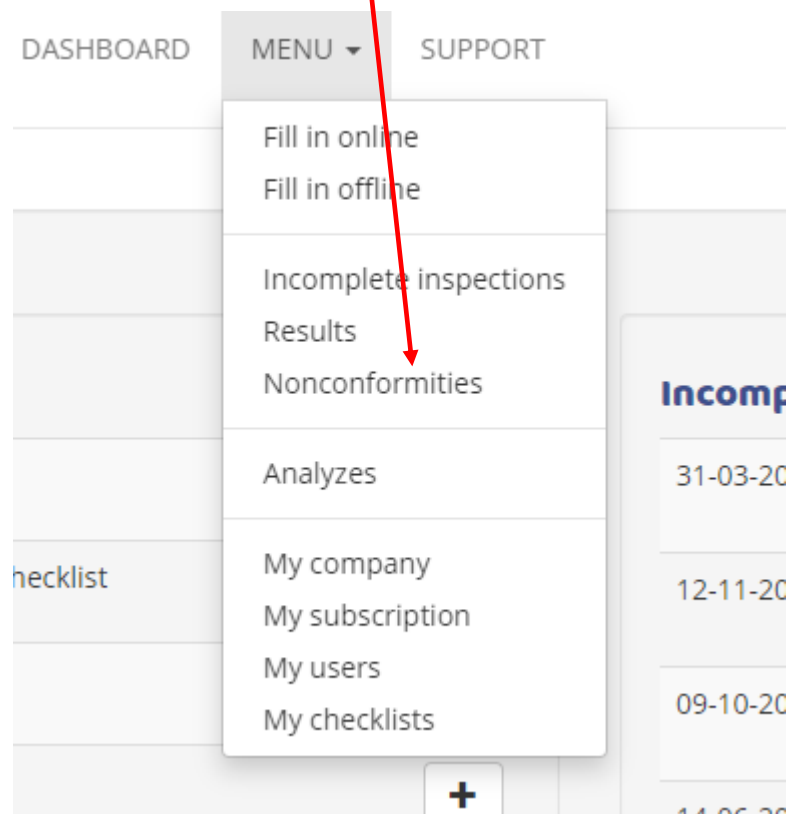 DASHBOARD MENU SUPPORT
Fill in online
Fill in offline
Incomplete inspections
Results
Nonconformities
Analyzes
My company
My subscription
My users
My checklists
hecklist
+
Incomp
31-03-20
12-11-20
09-10-20